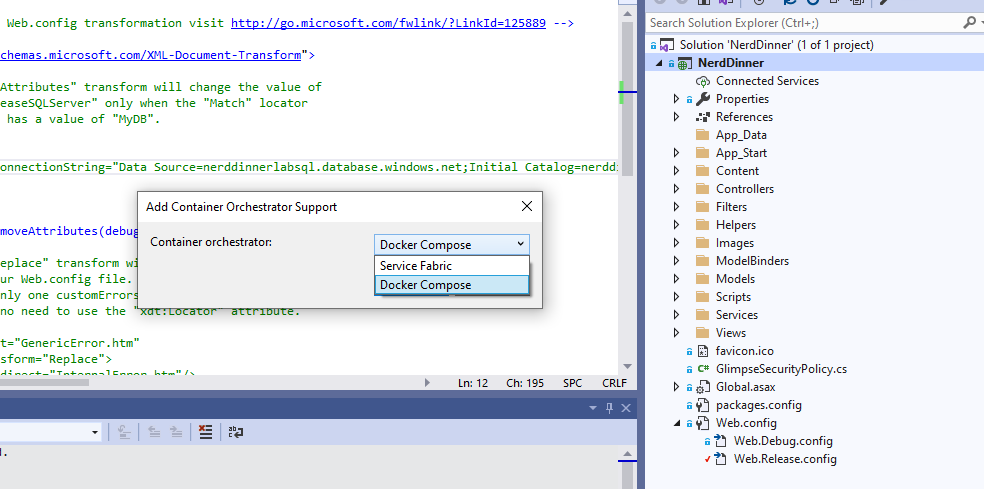 Web.config transformation visit http://go.microsoft.com/fwlink/?LinkId=125889 -->
chemas.microsoft.com/XML-Document-Transform">
Attributes" transform will change the value of
easeSQLServer" only when the "Match" locator
has a value of "MyDB".
onnectionString="Data Source=nerddinnerlabsql.database.windows.net;Initial Catalog=nerddi
Add Container Orchestrator Support
Container orchestrator:
Docker Compose
Service Fabric
Docker Compose
moveAttributes(debug
eplace" transform wi
ur Web.config file.
nly one customErrors
no need to use the "xdt:Locator" attribute.
t="GenericError.htm"
sform="Replace">
direct="InternalError.htm"/>
Ln: 12 Ch: 195 SPC CRLF
Search Solution Explorer (Ctrl+;)
Solution 'NerdDinner' (1 of 1 project)
NerdDinner
Connected Services
Properties
References
App_Data
App_Start
Content
Controllers
Filters
Helpers
Images
ModelBinders
Models
Scripts
Services
Views
favicon.ico
C# GlimpseSecurityPolicy.cs
Global.asax
packages.config
Web.config
Web.Debug.config
Web.Release.config